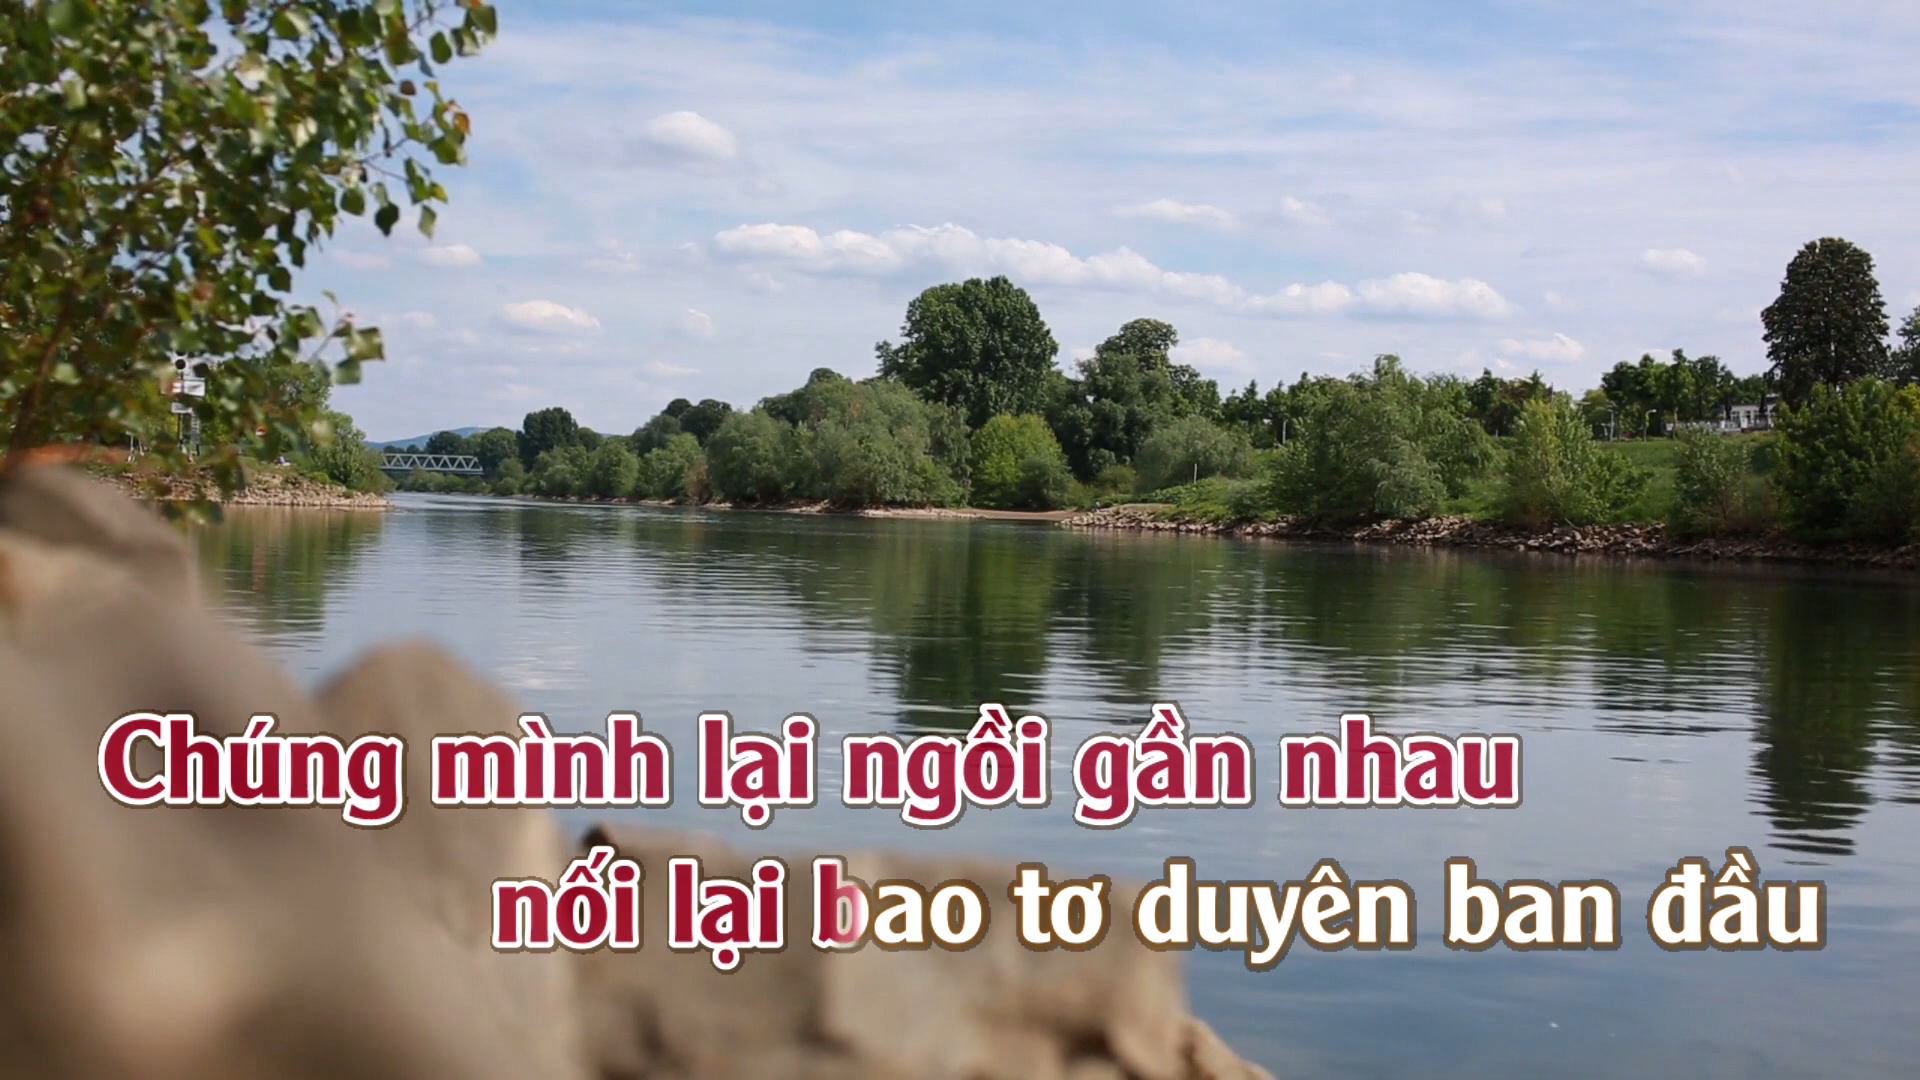 Chúng mình lại ngồi gần nhau
nối lại bao tơ duyên ban đầu